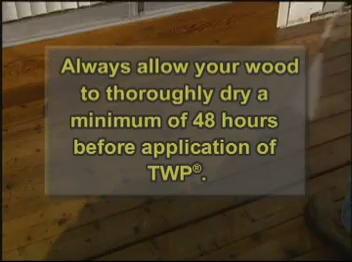 Always allow your wood
to thoroughly dry a
minimum of 48 hours
before application of
TWP®.